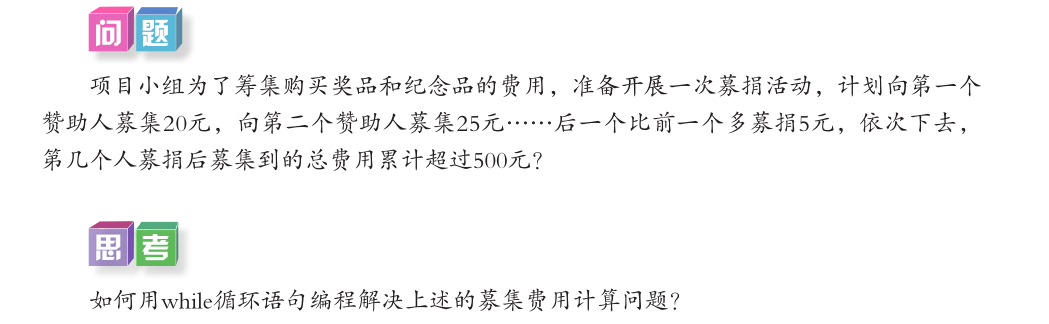 问题
项目小组为了筹集购买奖品和纪念品的费用，准备开展一次募捐活动，计划向第一个
赞助人募集20元，向第二个赞助人募集25元……后一个比前一个多募捐5元，依次下去，
第几个人募捐后募集到的总费用累计超过500元？
思考
如何用while循环语句编程解决上述的募集费用计算问题？